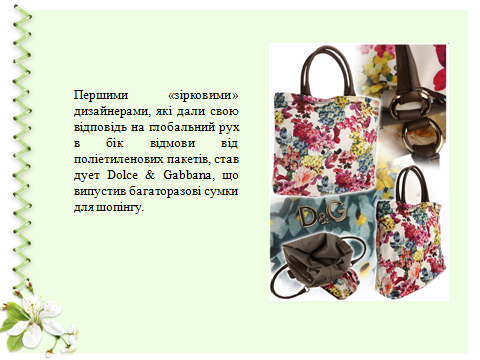 Першими «зірковими»
дизайнерами, які дали свою
відповідь на глобальний рух
в бік відмови від
поліетиленових пакетів, став
дует Dolce & Gabbana, що
випустив багаторазові сумки
для шопінгу.
D&G